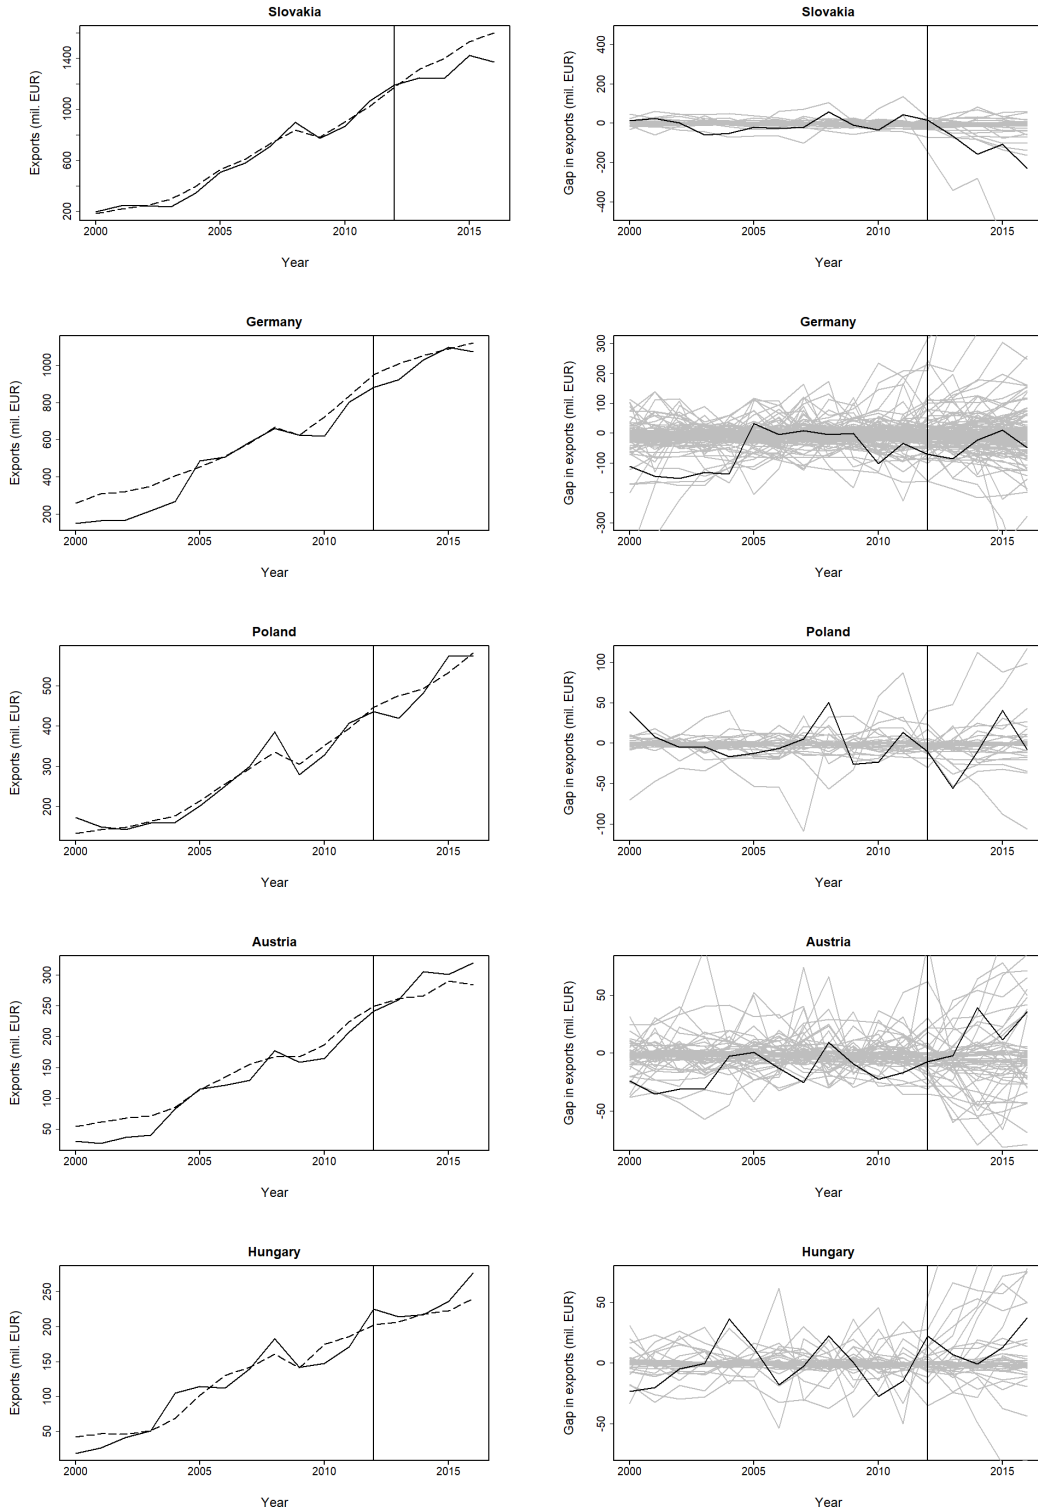 Slovakia
Exports (mil. EUR)
1400
1000
600
200
2000 2005 2010 2015
Year
Slovakia
Gap in exports (mil. EUR)
400
200
0
-200
-400
2000 2005 2010 2015
Year
Germany
Exports (mil. EUR)
1000
800
600
400
200
2000 2005 2010 2015
Year
Germany
Gap in exports (mil. EUR)
300
200
100
0
-100
-300
2000 2005 2010 2015
Year
Poland
Exports (mil. EUR)
500
400
300
200
2000 2005 2010 2015
Year
Poland
Gap in exports (mil. EUR)
100
50
0
-50
-100
2000 2005 2010 2015
Year
Austria
Exports (mil. EUR)
300
250
200
150
100
50
2000 2005 2010 2015
Year
Austria
Gap in exports (mil. EUR)
50
0
-50
2000 2005 2010 2015
Year
Hungary
Exports (mil. EUR)
250
200
150
100
50
2000 2005 2010 2015
Year
Hungary
Gap in exports (mil. EUR)
50
0
-50
2000 2005 2010 2015
Year